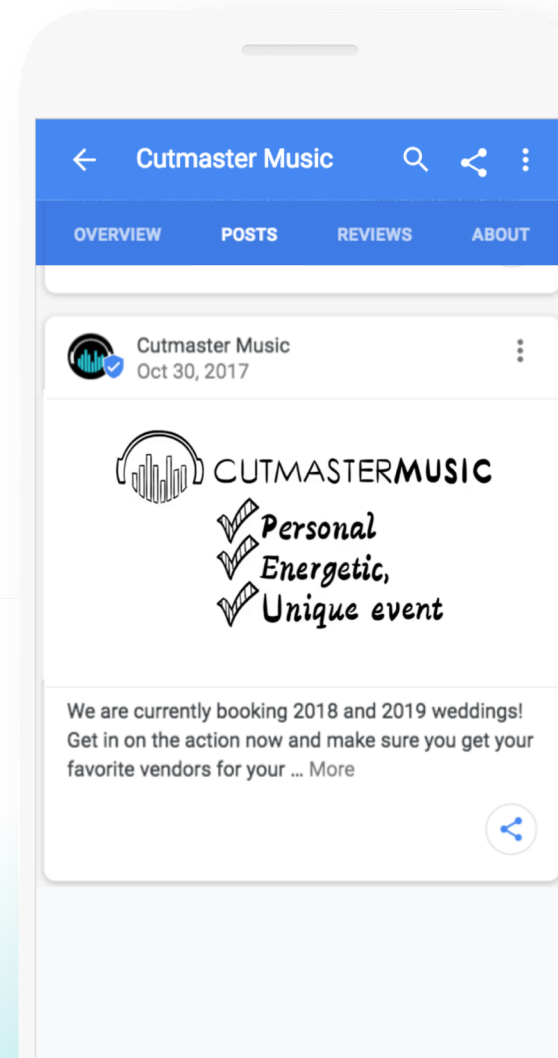 Cutmaster Music
OVERVIEW POSTS REVIEWS ABOUT
Cutmaster Music
Oct 30, 2017
CUTMASTERMUSIC
Personal
Energetic,
Unique event
We are currently booking 2018 and 2019 weddings!
Get in on the action now and make sure you get your
favorite vendors for your ... More